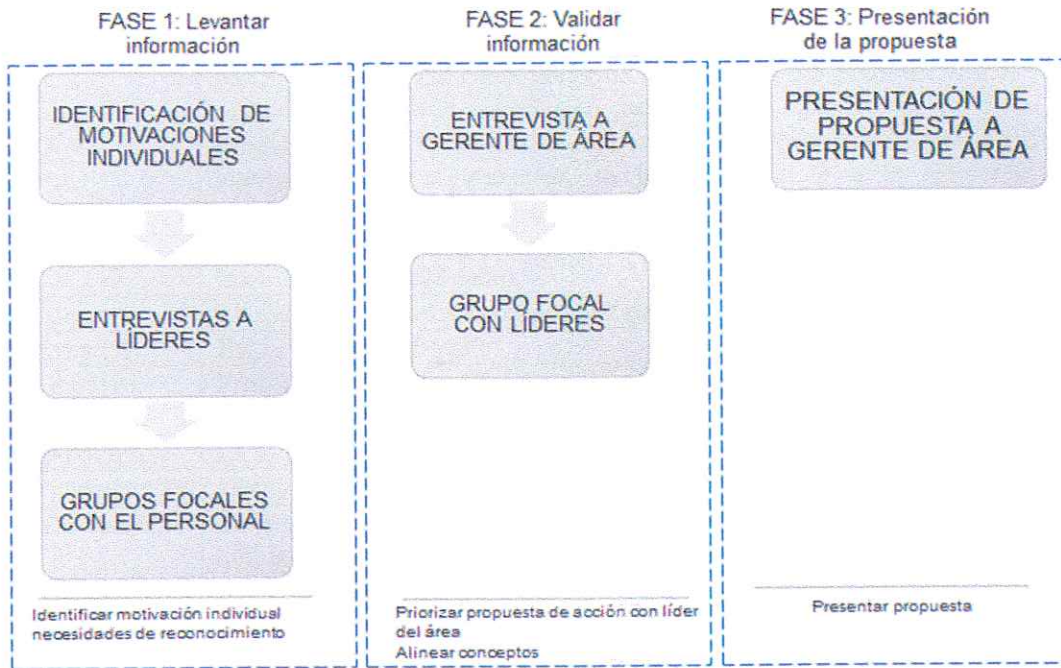 FASE 1: Levantar
información
IDENTIFICACIÓN DE
MOTIVACIONES
INDIVIDUALES
ENTREVISTAS A
LÍDERES
GRUPOS FOCALES
CON EL PERSONAL
Identificar motivación individual
necesidades de reconocimiento
FASE 2: Validar
información
ENTREVISTA A
GERENTE DE ÁREA
GRUPO FOCAL
CON LÍDERES
Priorizar propuesta de acción con líder
del área
Alinear conceptos
FASE 3: Presentación
de la propuesta
PRESENTACIÓN DE
PROPUESTA A
GERENTE DE ÁREA
Presentar propuesta